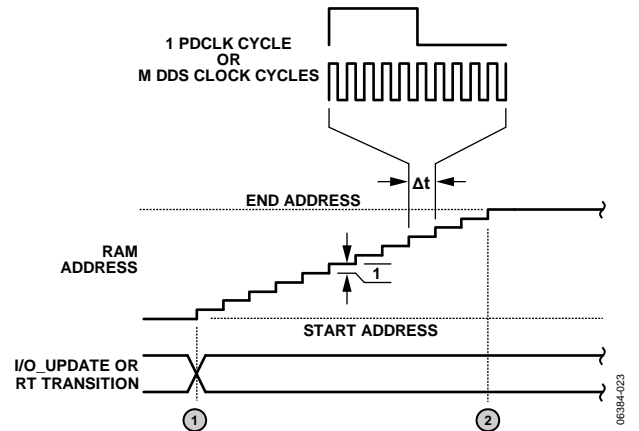 1 PDCLK CYCLE
OR
M DDS CLOCK CYCLES
Δt
END ADDRESS
RAM
ADDRESS
1
START ADDRESS
I/O_UPDATE OR
RT TRANSITION
1
2
06384-023